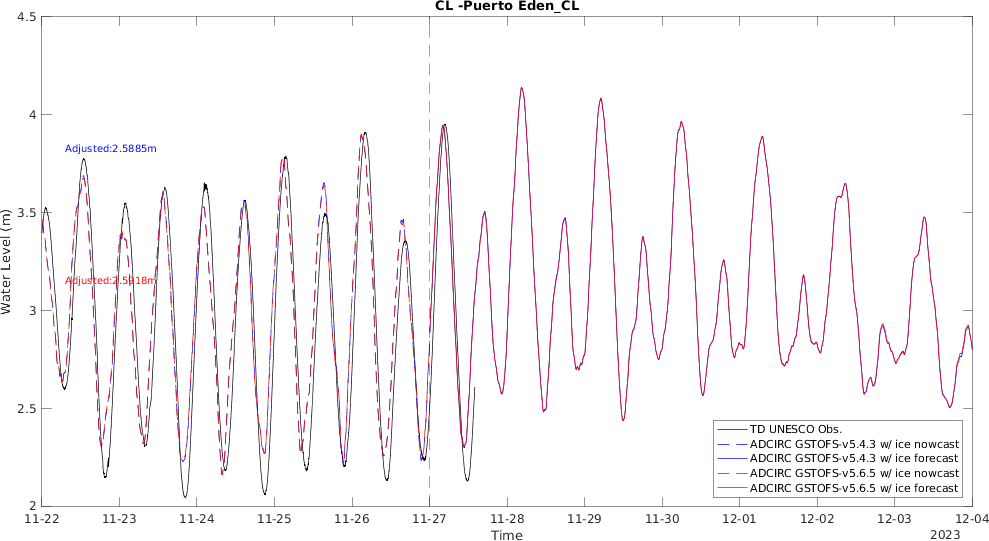 CL -Puerto Eden_CL
4.5
4
3.5
3
2.5
2
Water Level (m)
Adjusted:2.5885m
Adjusted:2.5918m
TD UNESCO Obs.
ADCIRC GSTOFS-v5.4.3 w/ ice nowcast
ADCIRC GSTOFS-v5.4.3 w/ ice forecast
ADCIRC GSTOFS-v5.6.5 w/ ice nowcast
ADCIRC GSTOFS-v5.6.5 w/ ice forecast
11-22 11-23 11-24 11-25 11-26 11-27 11-28 11-29 11-30 12-01 12-02 12-03 12-04
Time
2023